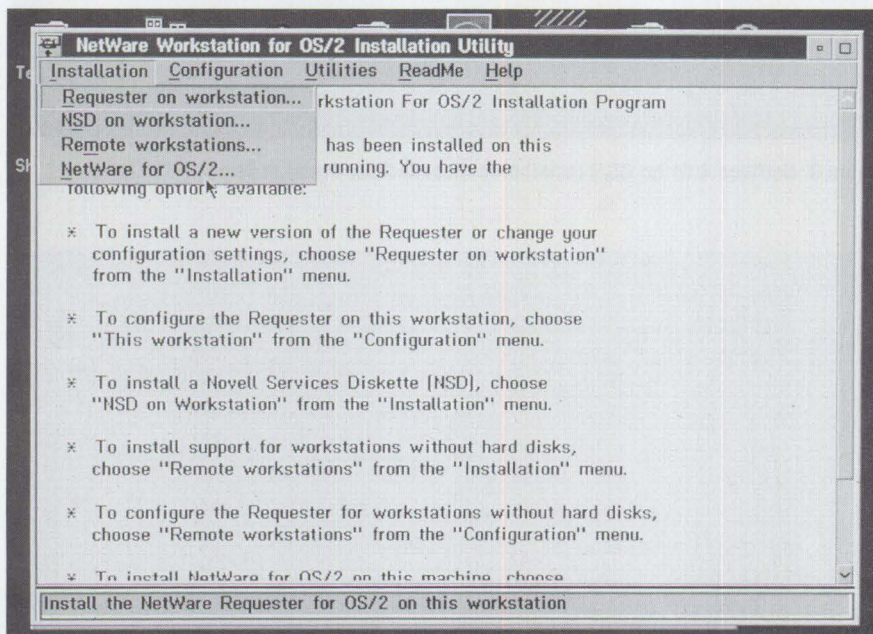 NetWare Workstation for OS/2 Installation Utility
Te
Installation Configuration Utilities ReadMe Help
Requester on workstation...
NSD on workstation...
Remote workstations...
NetWare for OS/2...
rkstation For OS/2 Installation Program
has been installed on this
Sh
running. You have the
following options available:
* To install a new version of the Requester or change your
configuration settings, choose "Requester on workstation"
from the "Installation" menu.
* To configure the Requester on this workstation, choose
"This workstation" from the "Configuration" menu.
* To install a Novell Services Diskette (NSD), choose
"NSD on Workstation" from the "Installation" menu.
* To install support for workstations without hard disks,
choose "Remote workstations" from the "Installation" menu.
* To configure the Requester for workstations without hard disks,
choose "Remote workstations" from the "Configuration" menu.
* To install NetWare for OS/2 on this machine, choose
Install the NetWare Requester for OS/2 on this workstation